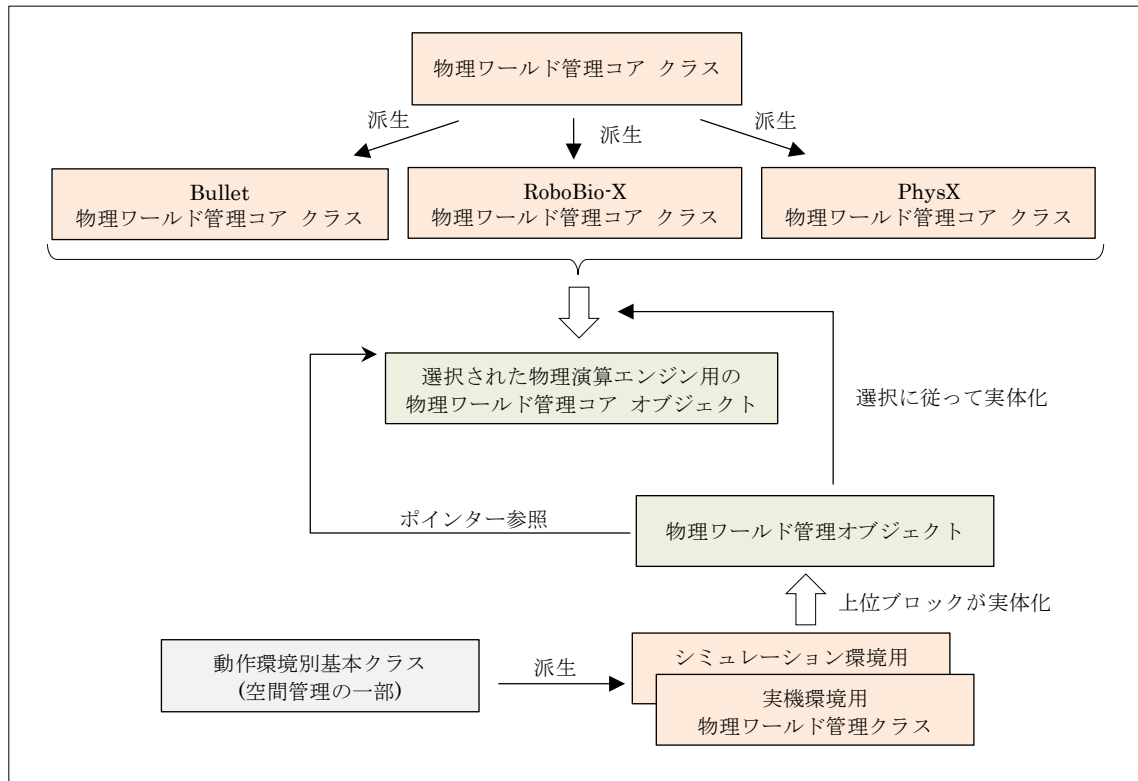 物理ワールド管理コア クラス
派生
派生
派生
Bullet
物理ワールド管理コア クラス
RoboBio-X
物理ワールド管理コア クラス
PhysX
物理ワールド管理コア クラス
選択された物理演算エンジン用の
物理ワールド管理コア オブジェクト
選択に従って実体化
ポインター参照
物理ワールド管理オブジェクト
上位ブロックが実体化
動作環境別基本クラス
(空間管理の一部)
派生
シミュレーション環境用
実機環境用
物理ワールド管理クラス